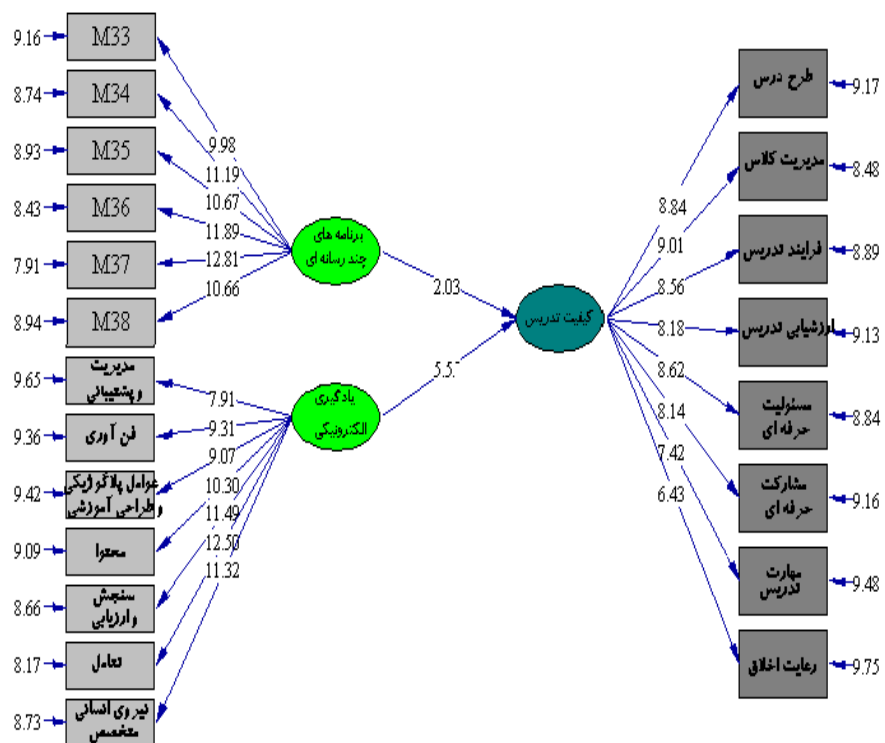 9.16
M33
8.74
M34
8.93
M35
8.43
M36
7.91
M37
8.94
M38
9.65
مدیریت
و پشتیبانی
9.36
فن آوری
9.42
عوامل پداگوژیکی
و طراحی آموزشی
9.09
محتوا
8.66
سنجش
و ارزیابی
8.17
تعامل
8.73
نیروی انسانی
متخصص
9.98
11.19
10.67
11.89
12.81
10.66
7.91
9.31
9.07
10.30
11.49
12.50
11.32
برنامه های
چند رسانه ای
یادگیری
الکترونیکی
2.03
5.5
کیفیت تدریس
8.84
9.01
8.56
8.18
8.62
8.14
7.42
6.43
طرح درس
9.17
مدیریت کلاس
8.48
فرایند تدریس
8.89
ارزشیابی تدریس
9.13
مسئولیت
حرفه ای
8.84
مشارکت
حرفه ای
9.16
مهارت
تدریس
9.48
رعایت اخلاق
9.75